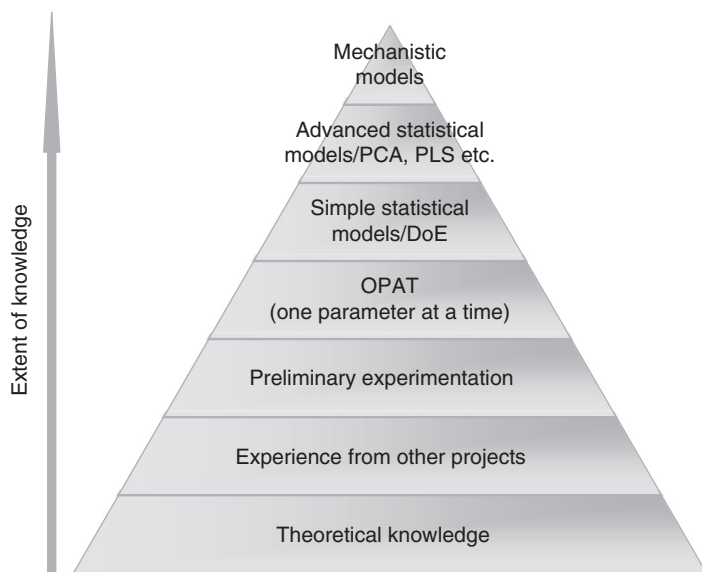 Mechanistic
models
Advanced statistical
models/PCA, PLS etc.
Simple statistical
models/DoE
OPAT
(one parameter at a time)
Preliminary experimentation
Experience from other projects
Theoretical knowledge
Extent of knowledge